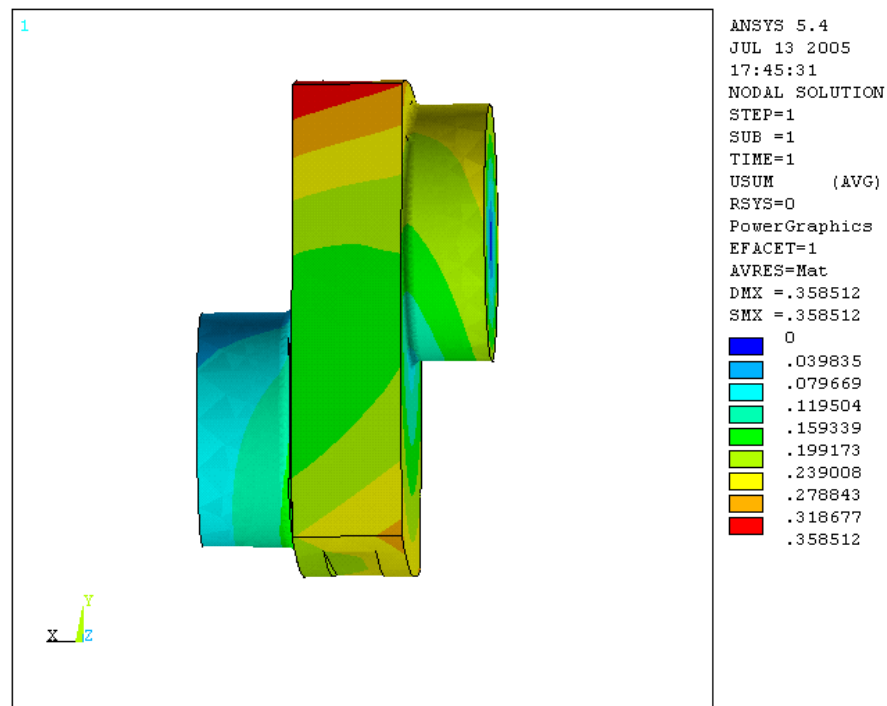 1
ANSYS 5.4
JUL 13 2005
17:45:31
NODAL SOLUTION
STEP=1
SUB =1
TIME=1
USUM (AVG)
RSYS=0
PowerGraphics
EFACET=1
AVRES=Mat
DMX =.358512
SMX =.358512
0
.039835
.079669
.119504
.159339
.199173
.239008
.278843
.318677
.358512
Y
X Z